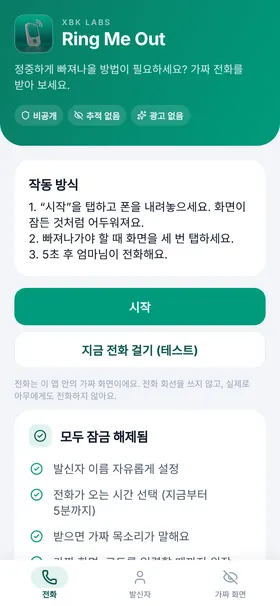 XBK LABS
Ring Me Out
정중하게 빠져나올 방법이 필요하세요? 가짜 전화를
받아 보세요.
비공개
추적 없음
광고 없음
작동 방식
1. “시작”을 탭하고 폰을 내려놓으세요. 화면이
잠든 것처럼 어두워져요.
2. 빠져나가야 할 때 화면을 세 번 탭하세요.
3. 5초 후 엄마님이 전화해요.
시작
지금 전화 걸기 (테스트)
전화는 이 앱 안의 가짜 화면이에요. 전화 회선을 쓰지 않고, 실제로
아무에게도 전화하지 않아요.
모두 잠금 해제됨
발신자 이름 자유롭게 설정
전화가 오는 시간 선택 (지금부터
5분까지)
받으면 가짜 목소리가 말해요
전화
발신자
가짜 화면